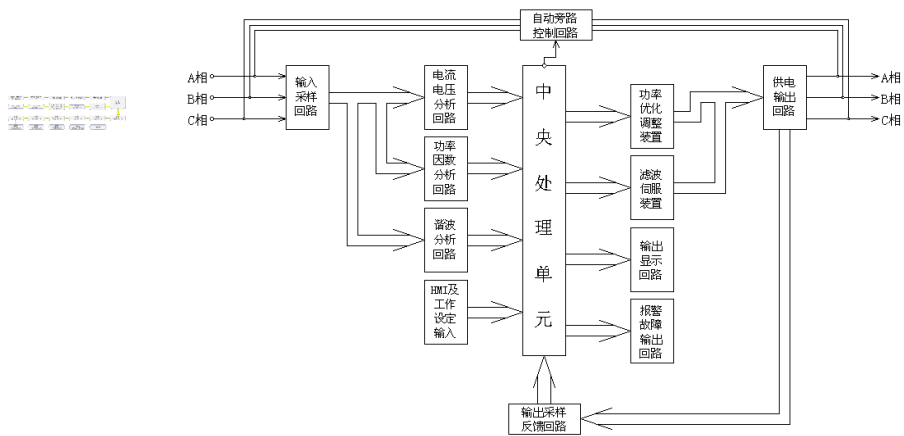 自动旁路
控制回路
A相
B相
C相
输入
采样
回路
电流
电压
分析
回路
功率
因数
分析
回路
谐波
分析
回路
HMI及
工作
设定
输入
中
央
处
理
单
元
功率
优化
调整
装置
滤波
伺服
装置
输出
显示
回路
报警
故障
输出
回路
供电
输出
回路
A相
B相
C相
输出采样
反馈回路